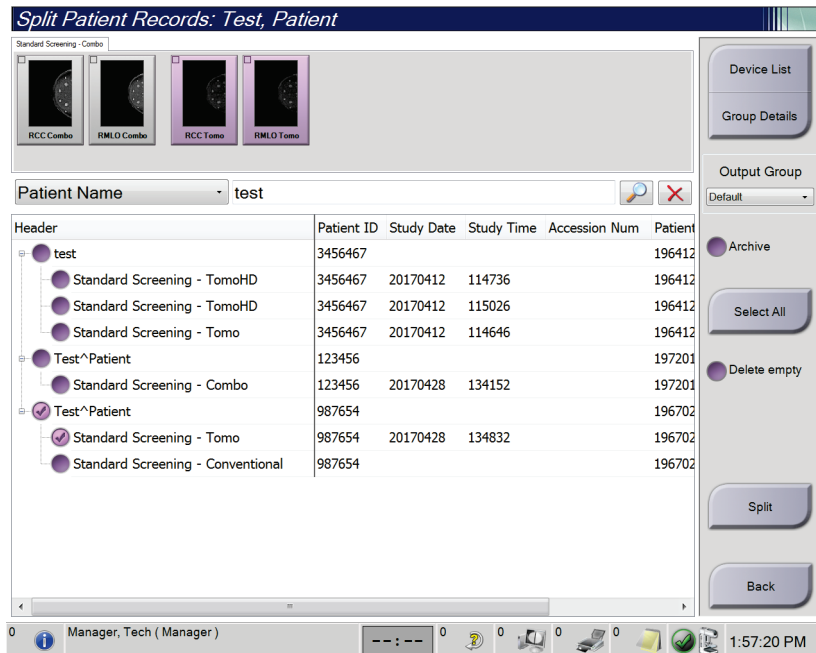 Split Patient Records: Test, Patient
Standard Screening - Combo
RCC Combo
RMLO Combo
RCC Tomo
RMLO Tomo
Device List
Group Details
Output Group
Default
Archive
Select All
Delete empty
Split
Back
Patient Name test
Header Patient ID Study Date Study Time Accession Num Patient
test 3456467 196412
Standard Screening - TomoHD 3456467 20170412 114736 196412
Standard Screening - TomoHD 3456467 20170412 115026 196412
Standard Screening - Tomo 3456467 20170412 114646 196412
Test^Patient 123456 197201
Standard Screening - Combo 123456 20170428 134152 197201
Test^Patient 987654 196702
Standard Screening - Tomo 987654 20170428 134832 196702
Standard Screening - Conventional 987654 196702
0 Manager, Tech ( Manager ) --:-- 0 0 0 0 1:57:20 PM